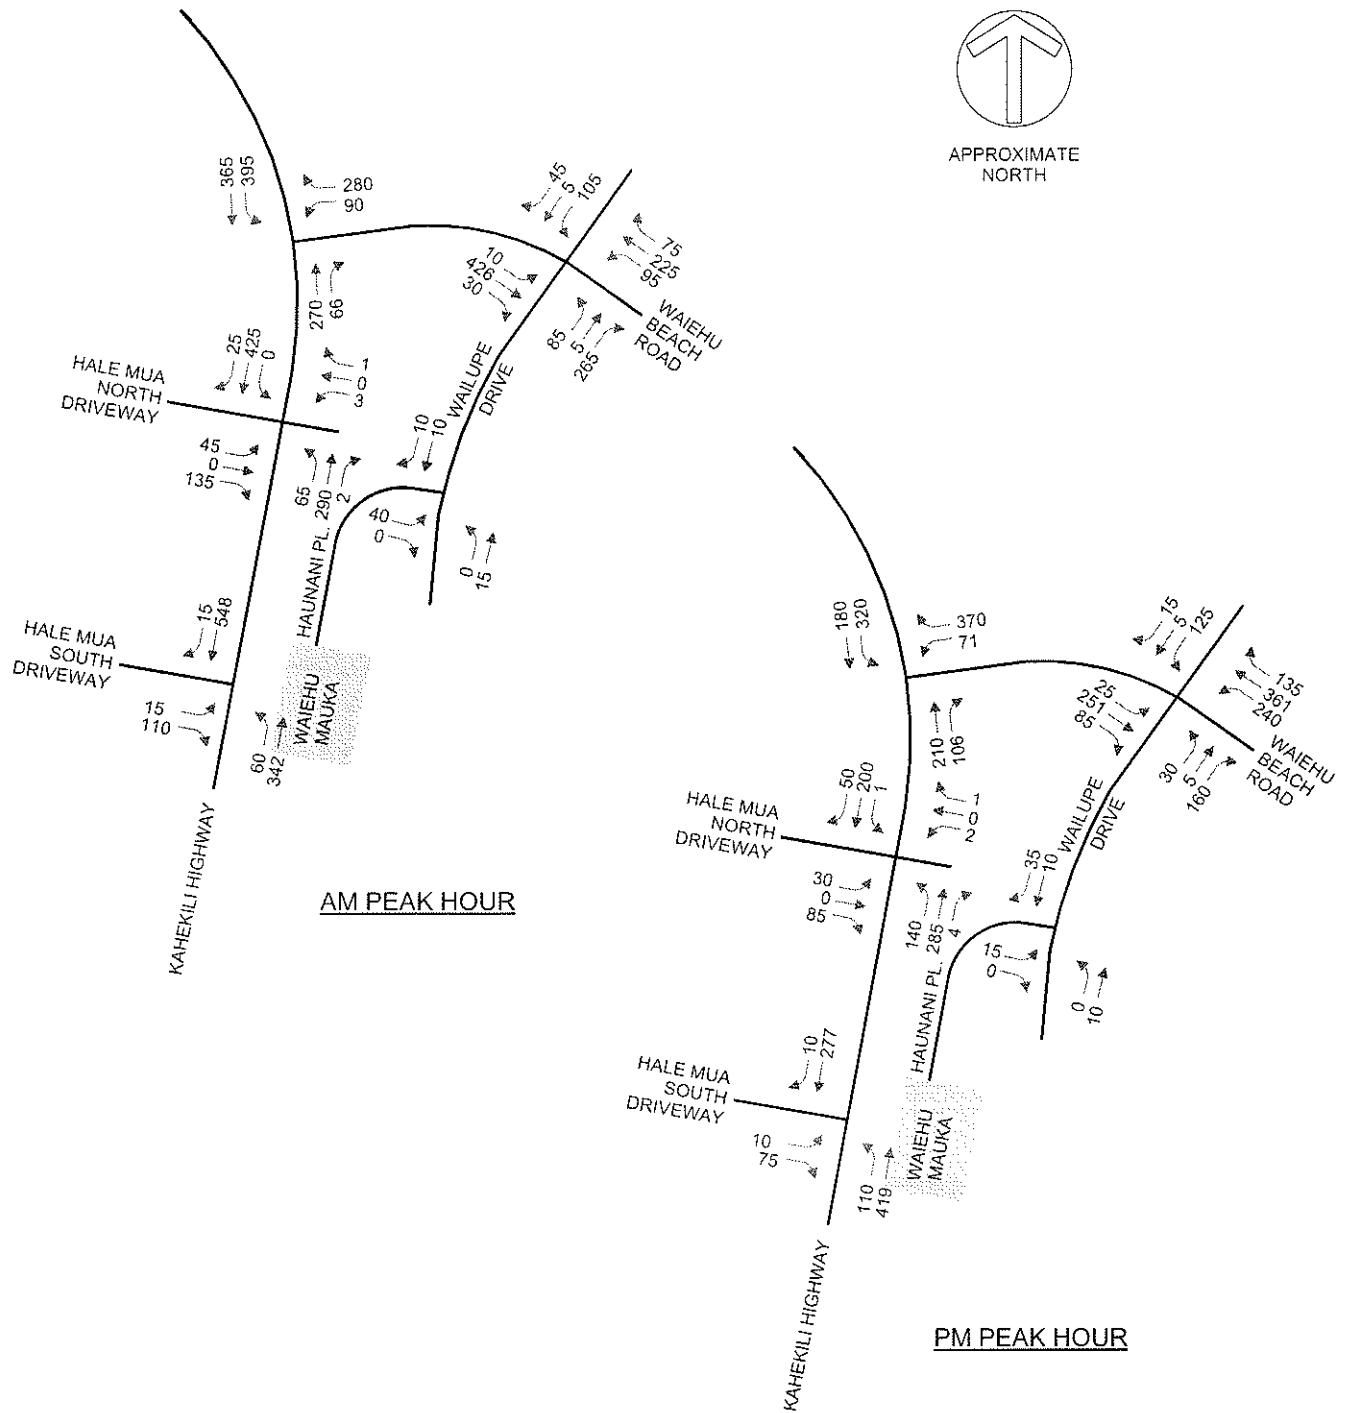 APPROXIMATE
NORTH
365
395
280
90
45
5
105
75
225
95
10
426
30
WAIEHU
BEACH
ROAD
85
5
265
270
66
HALE MUA
NORTH
DRIVEWAY
25
425
0
1
0
3
WAILUPE
DRIVE
45
0
135
65
290
2
10
10
HAUNANI PL.
40
0
0
15
HALE MUA
SOUTH
DRIVEWAY
15
548
15
110
60
342
WAIEHU
MAUKA
KAHEKILI HIGHWAY
AM PEAK HOUR
180
320
370
71
15
5
125
135
361
240
25
251
85
WAIEHU
BEACH
ROAD
30
5
160
210
106
HALE MUA
NORTH
DRIVEWAY
50
200
1
1
0
2
WAILUPE
DRIVE
30
0
85
140
285
4
35
10
HAUNANI PL.
15
0
0
10
HALE MUA
SOUTH
DRIVEWAY
10
277
10
75
110
419
WAIEHU
MAUKA
KAHEKILI HIGHWAY
PM PEAK HOUR